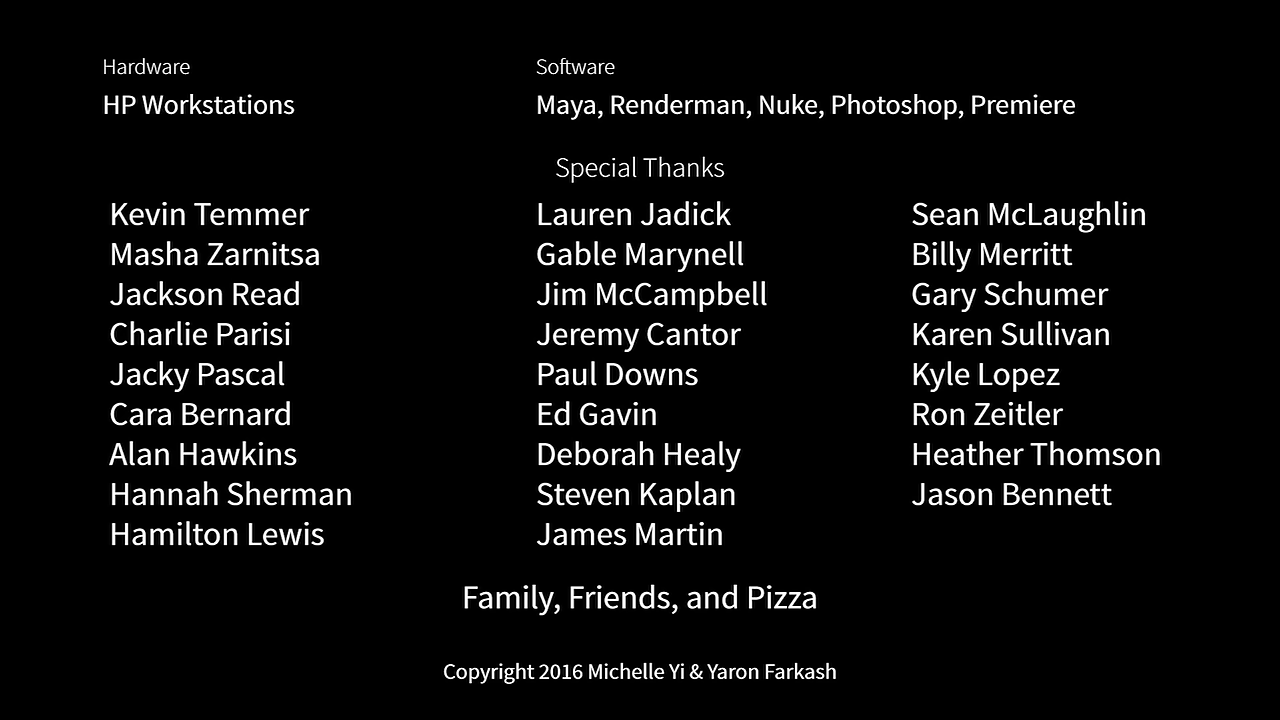 Hardware
HP Workstations
Software
Maya, Renderman, Nuke, Photoshop, Premiere
Special Thanks
Kevin Temmer
Masha Zarnitsa
Jackson Read
Charlie Parisi
Jacky Pascal
Cara Bernard
Alan Hawkins
Hannah Sherman
Hamilton Lewis
Lauren Jadick
Gable Marynell
Jim McCampbell
Jeremy Cantor
Paul Downs
Ed Gavin
Deborah Healy
Steven Kaplan
James Martin
Sean McLaughlin
Billy Merritt
Gary Schumer
Karen Sullivan
Kyle Lopez
Ron Zeitler
Heather Thomson
Jason Bennett
Family, Friends, and Pizza
Copyright 2016 Michelle Yi & Yaron Farkash